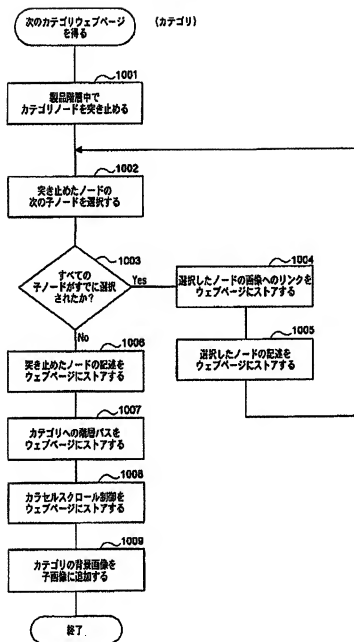 次のカテゴリウェブページ
を得る
(カテゴリ)
1001
製品階層中で
カテゴリノードを突き止める
1002
突き止めたノードの
次の子ノードを選択する
1003
すべての
子ノードがすでに選択
されたか?
Yes
No
1004
選択したノードの画像へのリンクを
ウェブページにストアする
1005
選択したノードの記述を
ウェブページにストアする
1006
突き止めたノードの記述を
ウェブページにストアする
1007
カテゴリへの階層パスを
ウェブページにストアする
1008
カラセルスクロール制御を
ウェブページにストアする
1009
カテゴリの背景画像を
子画像に追加する
終了